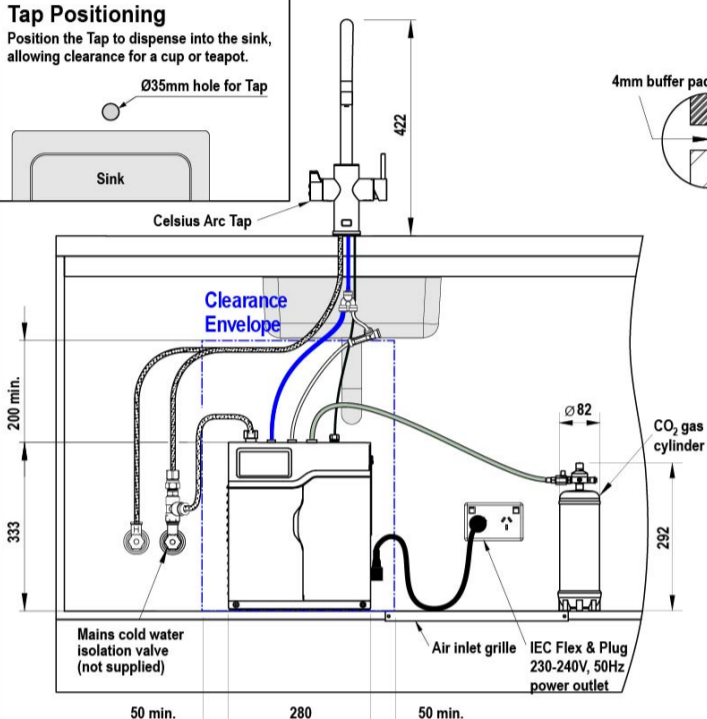 Tap Positioning
Position the Tap to dispense into the sink,
allowing clearance for a cup or teapot.
Ø35mm hole for Tap
Sink
422
4mm buffer
Celsius Arc Tap
Clearance
Envelope
200 min.
Ø 82
CO₂ gas
cylinder
333
292
Mains cold water
isolation valve
(not supplied)
Air inlet grille
IEC Flex & Plug
230-240V, 50Hz
power outlet
50 min.
280
50 min.